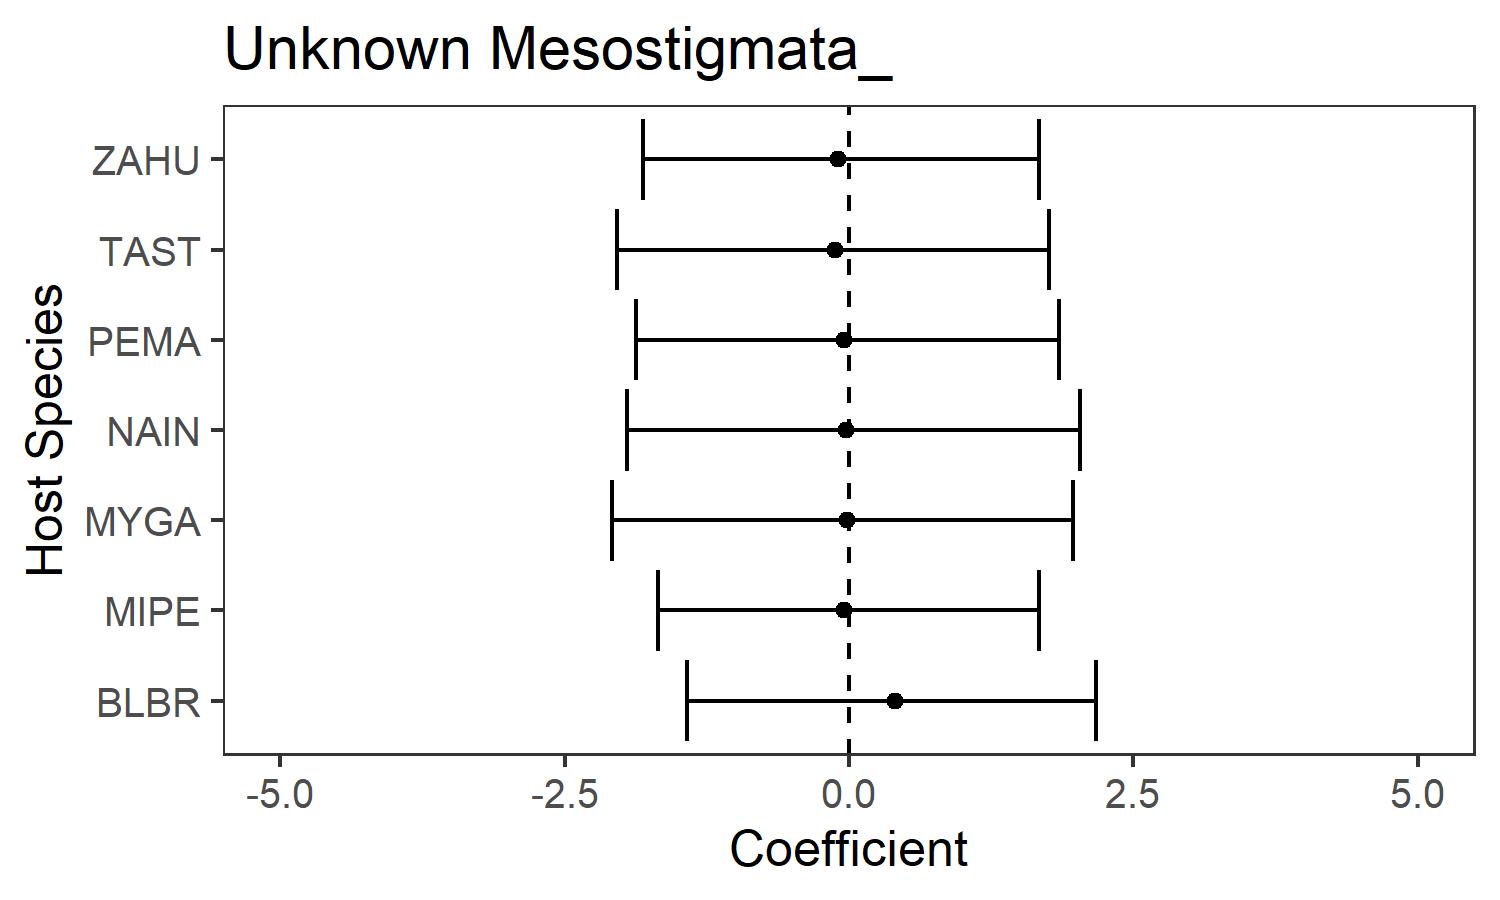 Unknown Mesostigmata_
Host Species
ZAHU
TAST
PEMA
NAIN
MYGA
MIPE
BLBR
-5.0 -2.5 0.0 2.5 5.0
Coefficient